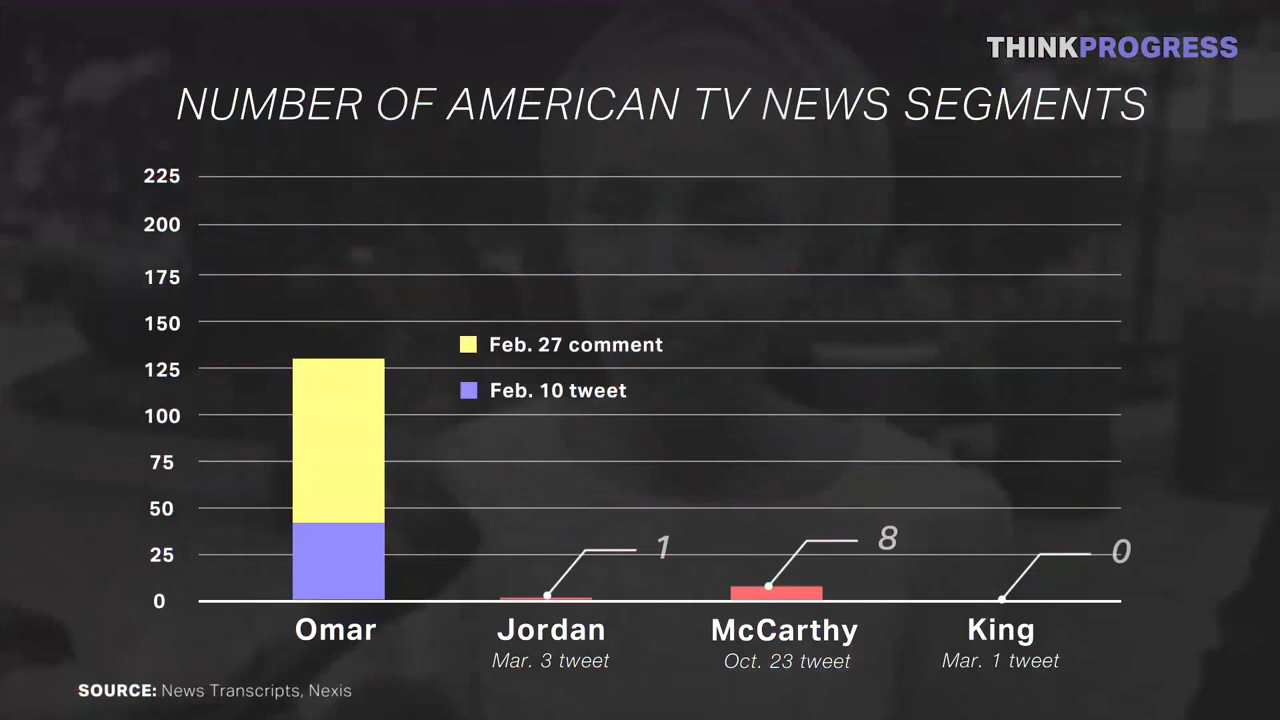 THINKPROGRESS
NUMBER OF AMERICAN TV NEWS SEGMENTS
225
200
175
150
125
100
75
50
25
0
Feb. 27 comment
Feb. 10 tweet
1
8
0
Omar
Jordan
McCarthy
King
Mar. 3 tweet
Oct. 23 tweet
Mar. 1 tweet
SOURCE: News Transcripts, Nexis